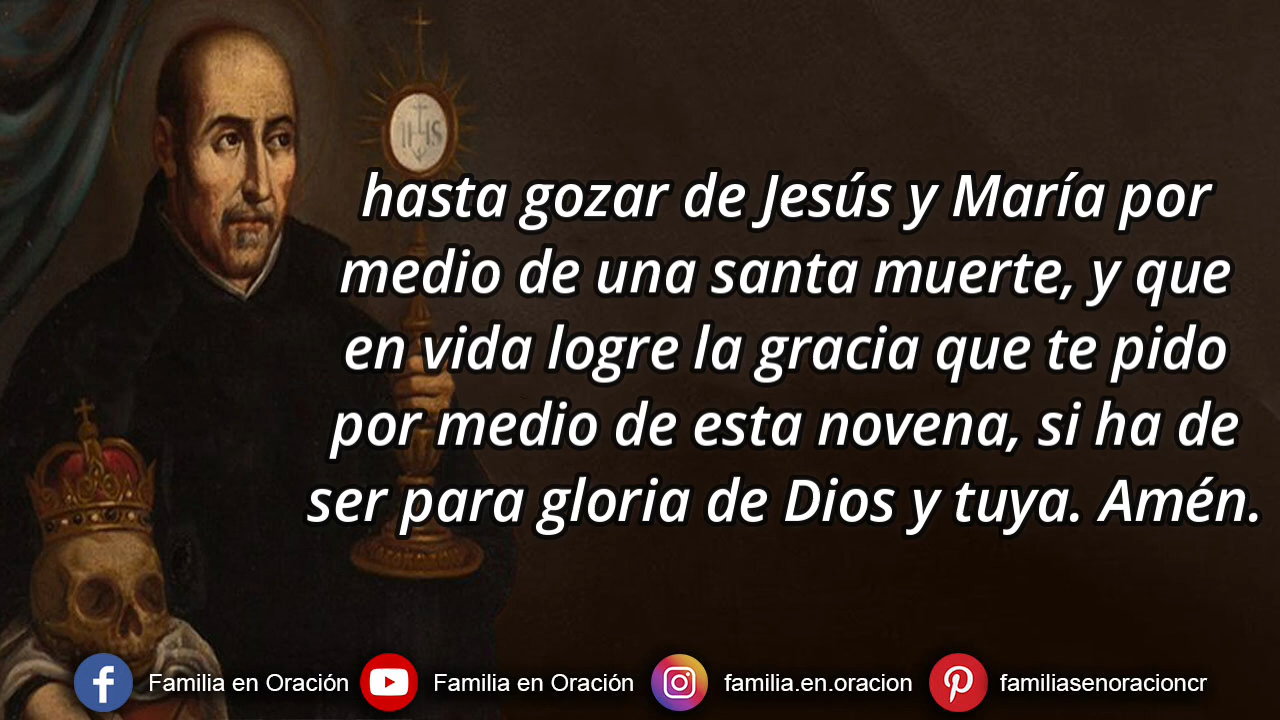 IHS
hasta gozar de Jesús y María por
medio de una santa muerte, y que
en vida logre la gracia que te pido
por medio de esta novena, si ha de
ser para gloria de Dios y tuya. Amén.
Familia en Oración Familia en Oración familia.en.oracion familiasenoracioncr